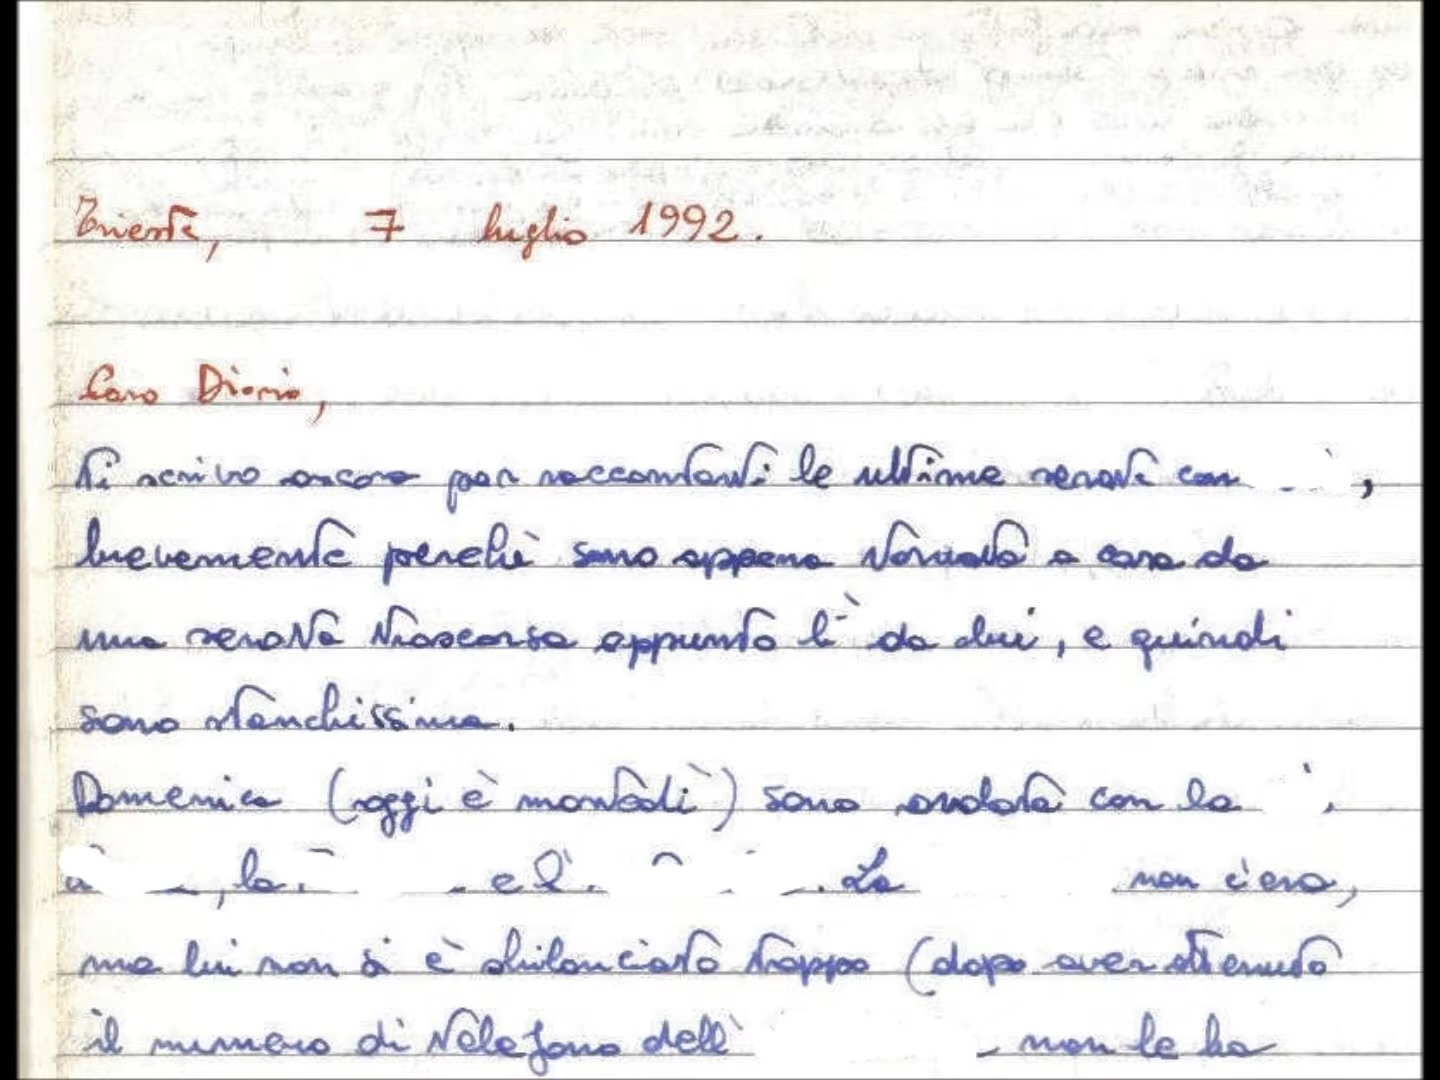 Trieste, 7 luglio 1992.
Caro Diario,
ti scrivo ancora per raccontarti le ultime serate con ,
brevemente perchè sono appena tornata a casa da
una serata trascorsa appunto lì da lui, e quindi
sono stanchissima.
Domenica (oggi è martedì) sono andata con la
, la e l' . La non c'era,
ma lui non si è sbilanciato troppo (dopo aver ottenuto
il numero di telefono dell' non le ha